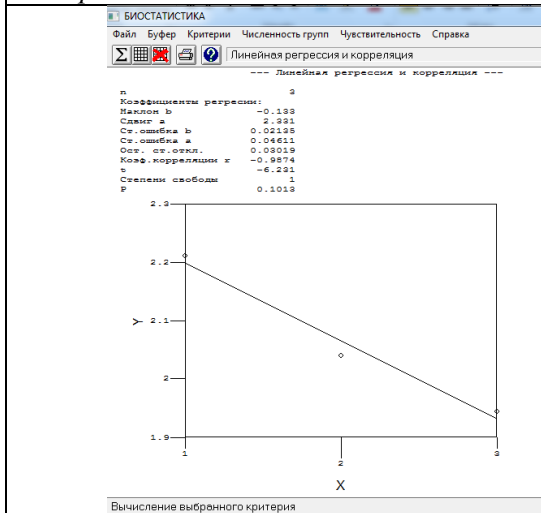 БИОСТАТИСТИКА
Файл Буфер Критерии Численность групп Чувствительность Справка
Линейная регрессия и корреляция
--- Линейная регрессия и корреляция ---
n 3
Коэффициенты регресии:
Наклон b -0.133
Сдвиг a 2.331
Ст.ошибка b 0.02135
Ст.ошибка a 0.04611
Ост. ст.откл. 0.03019
Коэф.корреляции r -0.9874
t -6.231
Степени свободы 1
P 0.1013
2.3
2.2
2.1
2
1.9
Y
1 2 3
X
Вычисление выбранного критерия